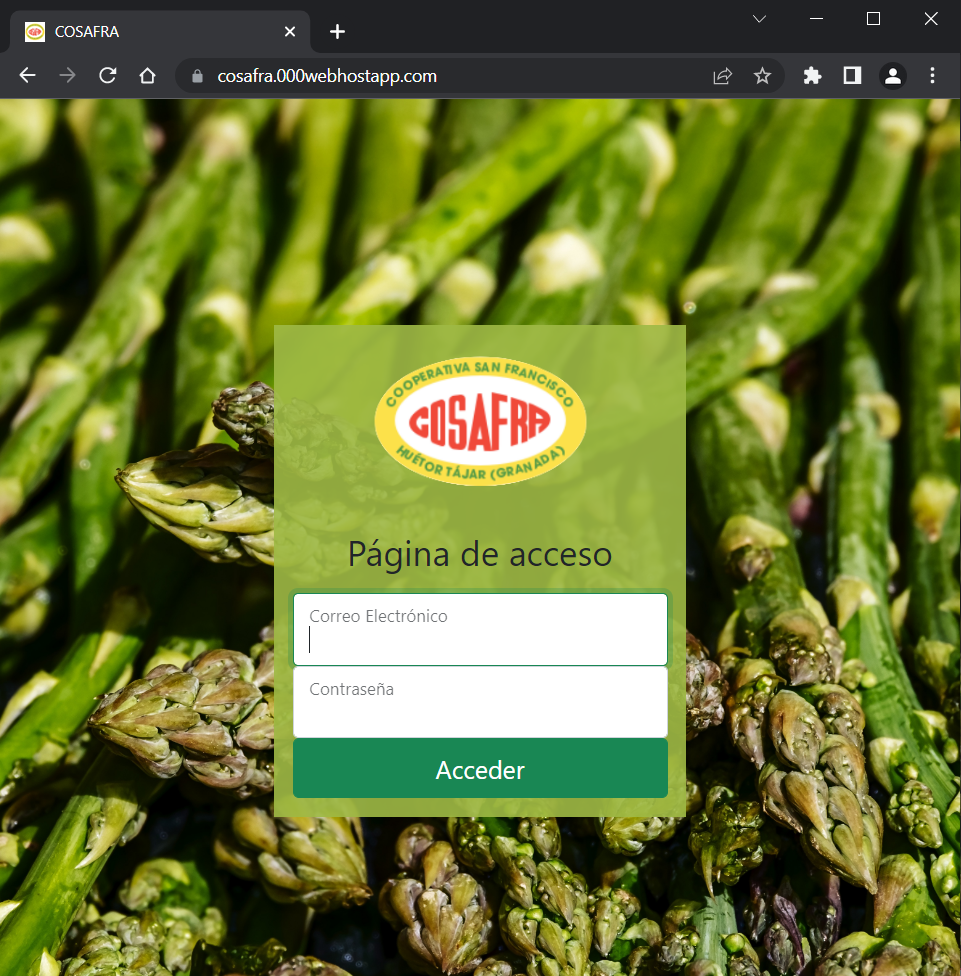 COSAFRA
cosafra.000webhostapp.com
COOPERATIVA SAN FRANCISCO
COSAFRA
HUÉTOR TÁJAR (GRANADA)
Página de acceso
Correo Electrónico
Contraseña
Acceder